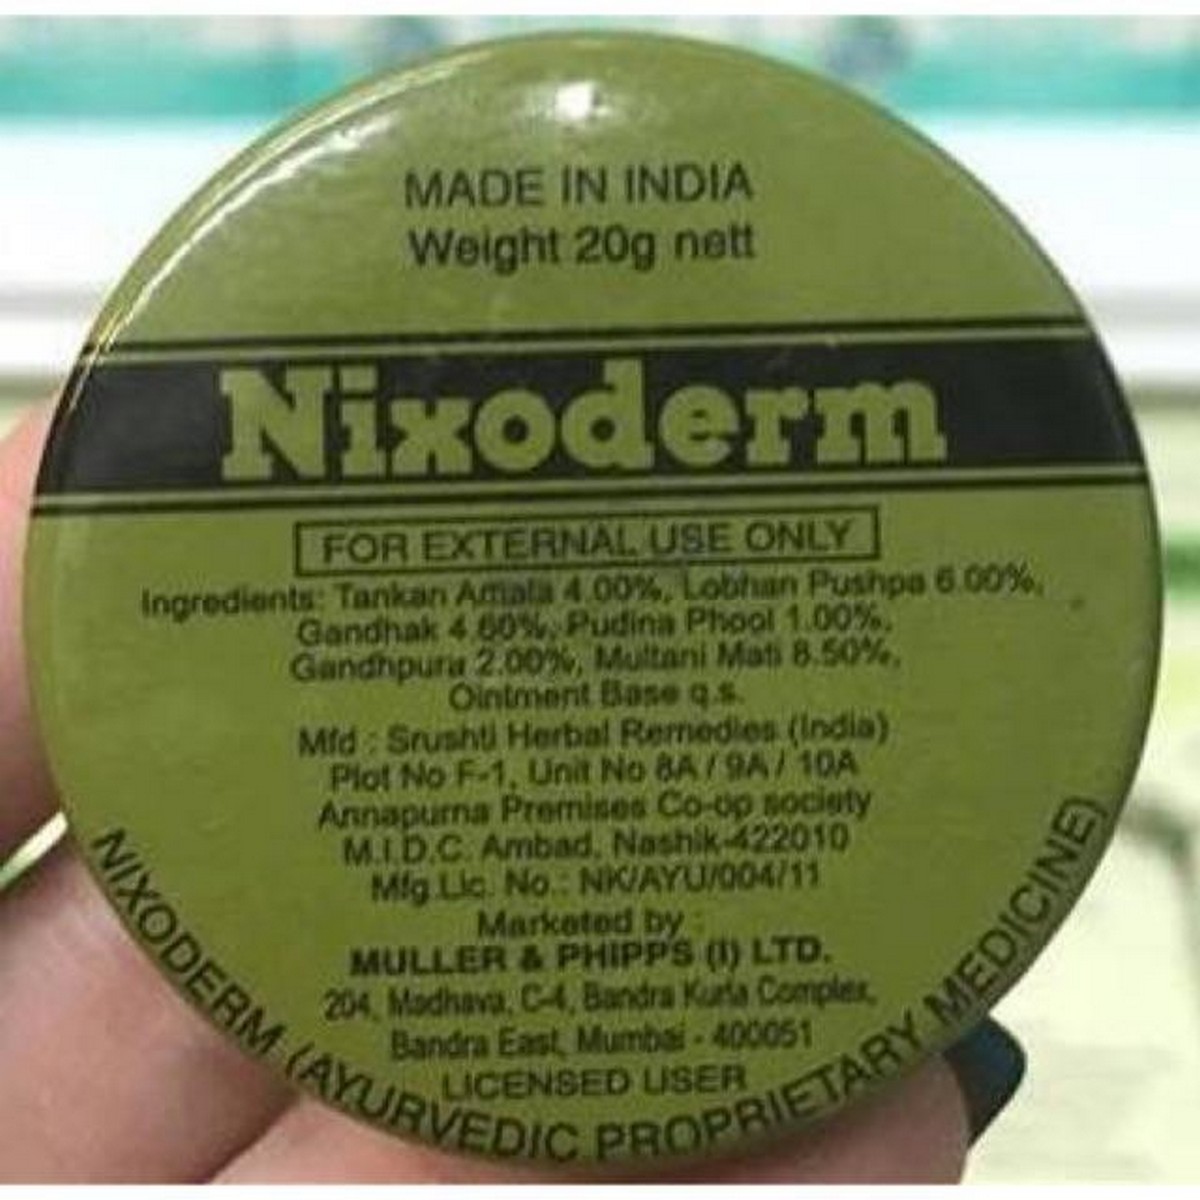 MADE IN INDIA
Weight 20g nett
Nixoderm
FOR EXTERNAL USE ONLY
Ingredients: Tankan Amala 4.00%, Lobhan Pushpa 6.00%,
Gandhak 4.60%, Pudina Phool 1.00%,
Gandhpura 2.00%, Multani Mati 8.50%,
Ointment Base q.s.
Mfd : Srushti Herbal Remedies (India)
Plot No F-1, Unit No 8A / 9A / 10A
Annapurna Premises Co-op society
M.I.D.C. Ambad, Nashik-422010
Mfg.Lic. No.: NK/AYU/004/11
Marketed by :
MULLER & PHIPPS (I) LTD.
204, Madhava, C-4, Bandra Kurla Complex,
Bandra East, Mumbai - 400051
LICENSED USER
NIXODERM (AYURVEDIC PROPRIETARY MEDICINE)